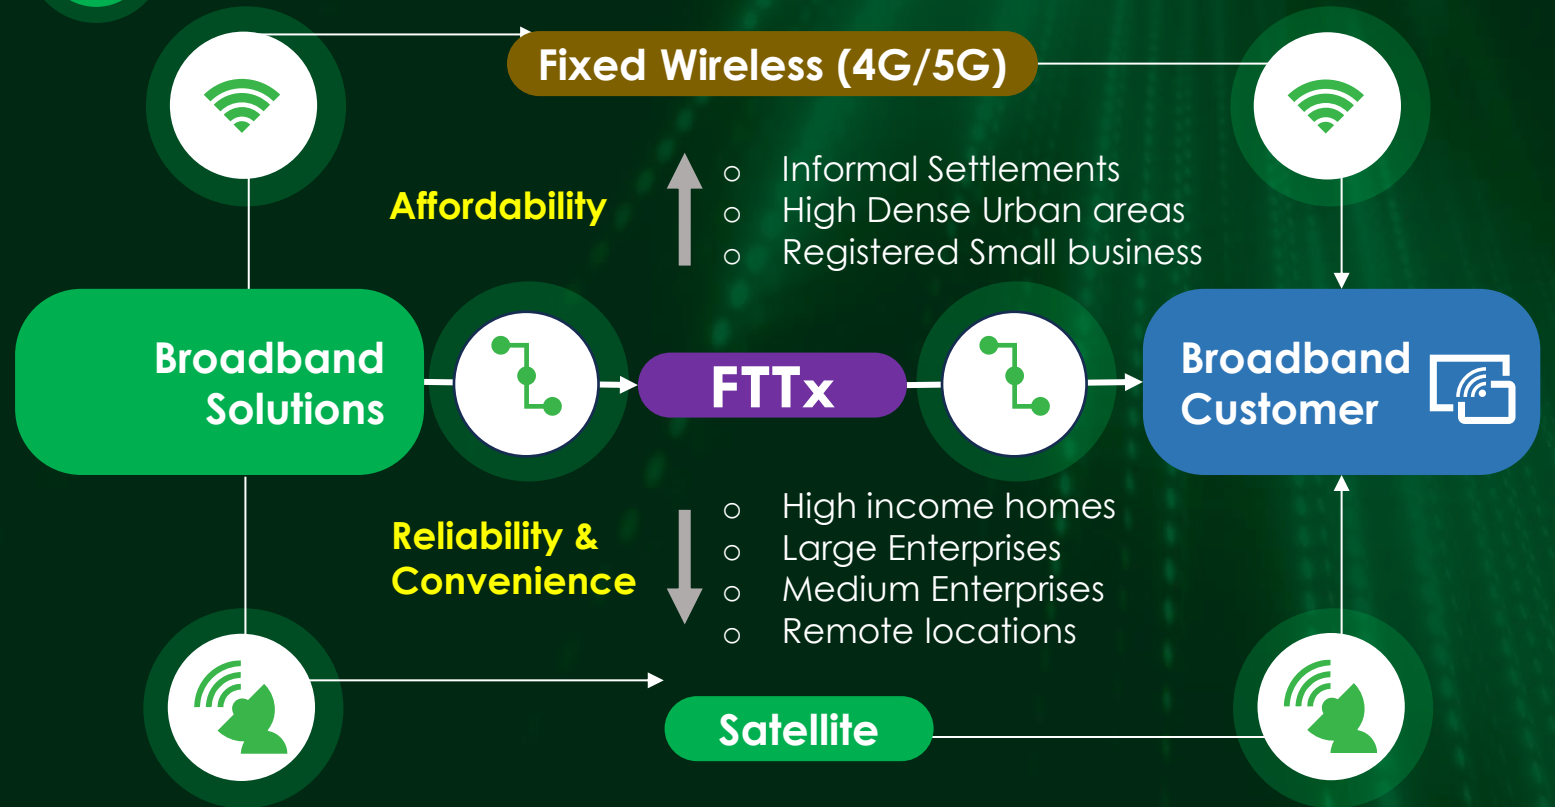 Fixed Wireless (4G/5G)
Affordability
o Informal Settlements
o High Dense Urban areas
o Registered Small business
Broadband
Solutions
FTTx
Broadband
Customer
Reliability &
Convenience
o High income homes
o Large Enterprises
o Medium Enterprises
o Remote locations
Satellite